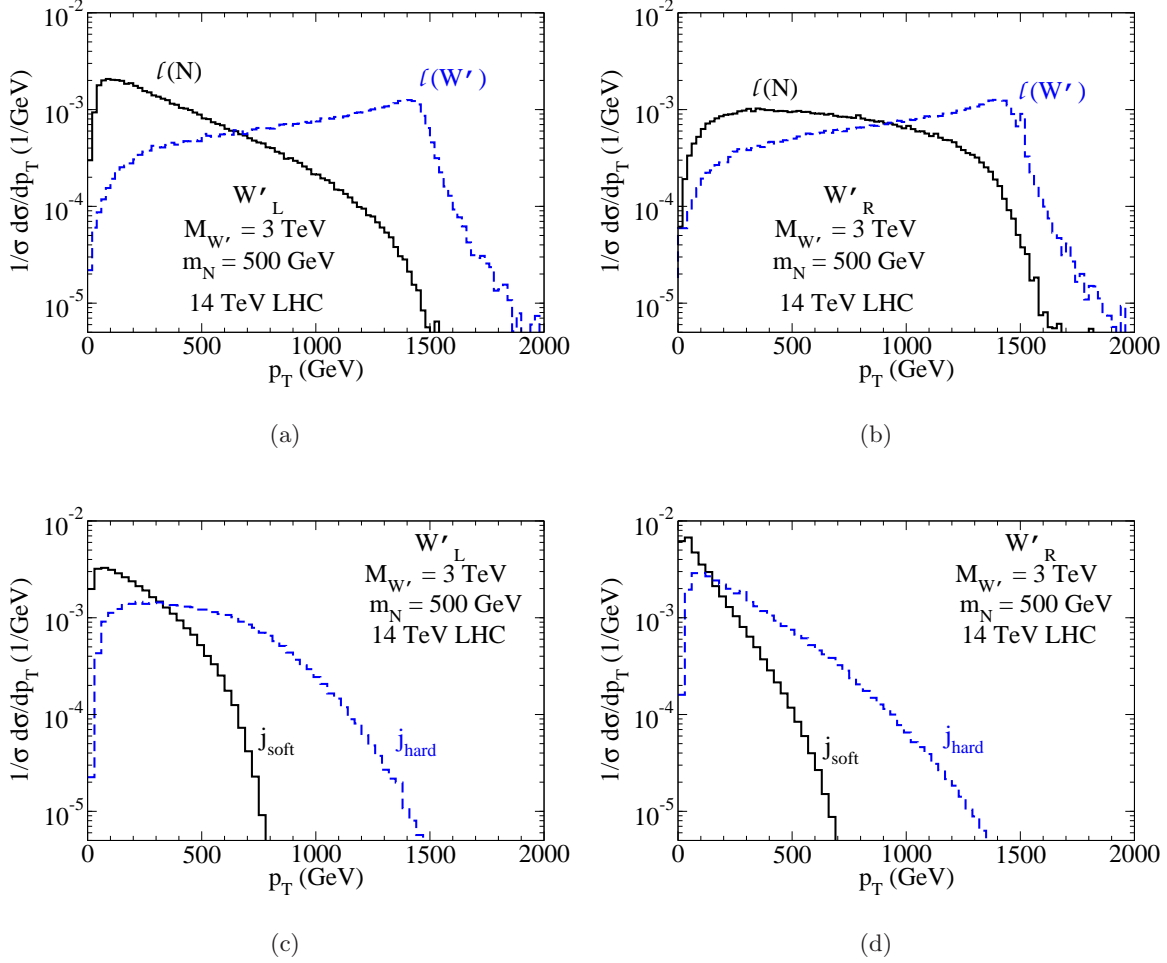 10^-2
10^-3
10^-4
10^-5
1/σ dσ/dp_T (1/GeV)
ℓ(N)
ℓ(W′)
W′_L
M_W′ = 3 TeV
m_N = 500 GeV
14 TeV LHC
0 500 1000 1500 2000
p_T (GeV)
(a)
10^-2
10^-3
10^-4
10^-5
1/σ dσ/dp_T (1/GeV)
ℓ(N)
ℓ(W′)
W′_R
M_W′ = 3 TeV
m_N = 500 GeV
14 TeV LHC
0 500 1000 1500 2000
p_T (GeV)
(b)
10^-2
10^-3
10^-4
10^-5
1/σ dσ/dp_T (1/GeV)
W′_L
M_W′ = 3 TeV
m_N = 500 GeV
14 TeV LHC
j_soft
j_hard
0 500 1000 1500 2000
p_T (GeV)
(c)
10^-2
10^-3
10^-4
10^-5
1/σ dσ/dp_T (1/GeV)
W′_R
M_W′ = 3 TeV
m_N = 500 GeV
14 TeV LHC
j_soft
j_hard
0 500 1000 1500 2000
p_T (GeV)
(d)